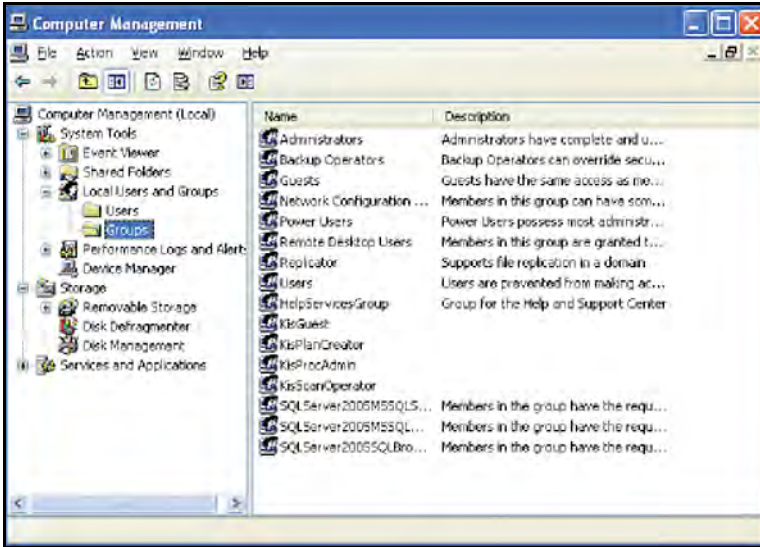 Computer Management
File Action View Window Help
Computer Management (Local)
System Tools
Event Viewer
Shared Folders
Local Users and Groups
Users
Groups
Performance Logs and Alerts
Device Manager
Storage
Removable Storage
Disk Defragmenter
Disk Management
Services and Applications
Name Description
Administrators Administrators have complete and u...
Backup Operators Backup Operators can override secu...
Guests Guests have the same access as me...
Network Configuration ... Members in this group can have som...
Power Users Power Users possess most administr...
Remote Desktop Users Members in this group are granted t...
Replicator Supports file replication in a domain
Users Users are prevented from making ac...
HelpServicesGroup Group for the Help and Support Center
KisGuest
KisPlanCreator
KisProcAdmin
KisScanOperator
SQLServer2005MSSQLS... Members in the group have the requ...
SQLServer2005MSSQL... Members in the group have the requ...
SQLServer2005SQLBro... Members in the group have the requ...